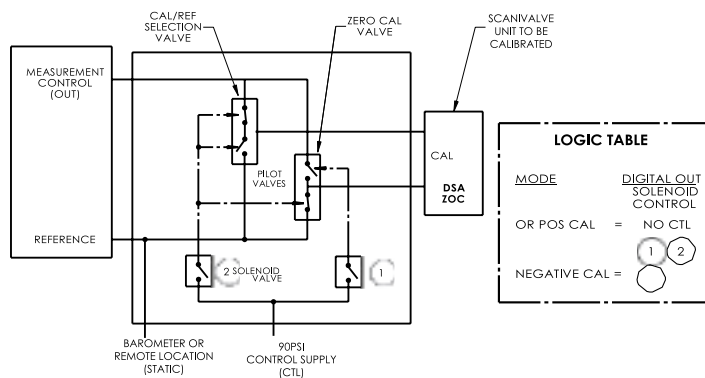 CAL/REF
SELECTION
VALVE
ZERO CAL
VALVE
SCANIVALVE
UNIT TO BE
CALIBRATED
MEASUREMENT
CONTROL
(OUT)
PILOT
VALVES
CAL
DSA
ZOC
REFERENCE
2 SOLENOID
VALVE
1
BAROMETER OR
REMOTE LOCATION
(STATIC)
90PSI
CONTROL SUPPLY
(CTL)
LOGIC TABLE
MODE DIGITAL OUT
SOLENOID
CONTROL
OR POS CAL = NO CTL
1 2
NEGATIVE CAL =